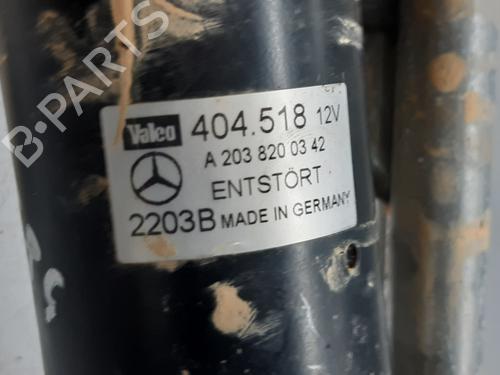 B-PARTS
Valeo 404.518 12V
A 203 820 03 42
ENTSTÖRT
2203B MADE IN GERMANY